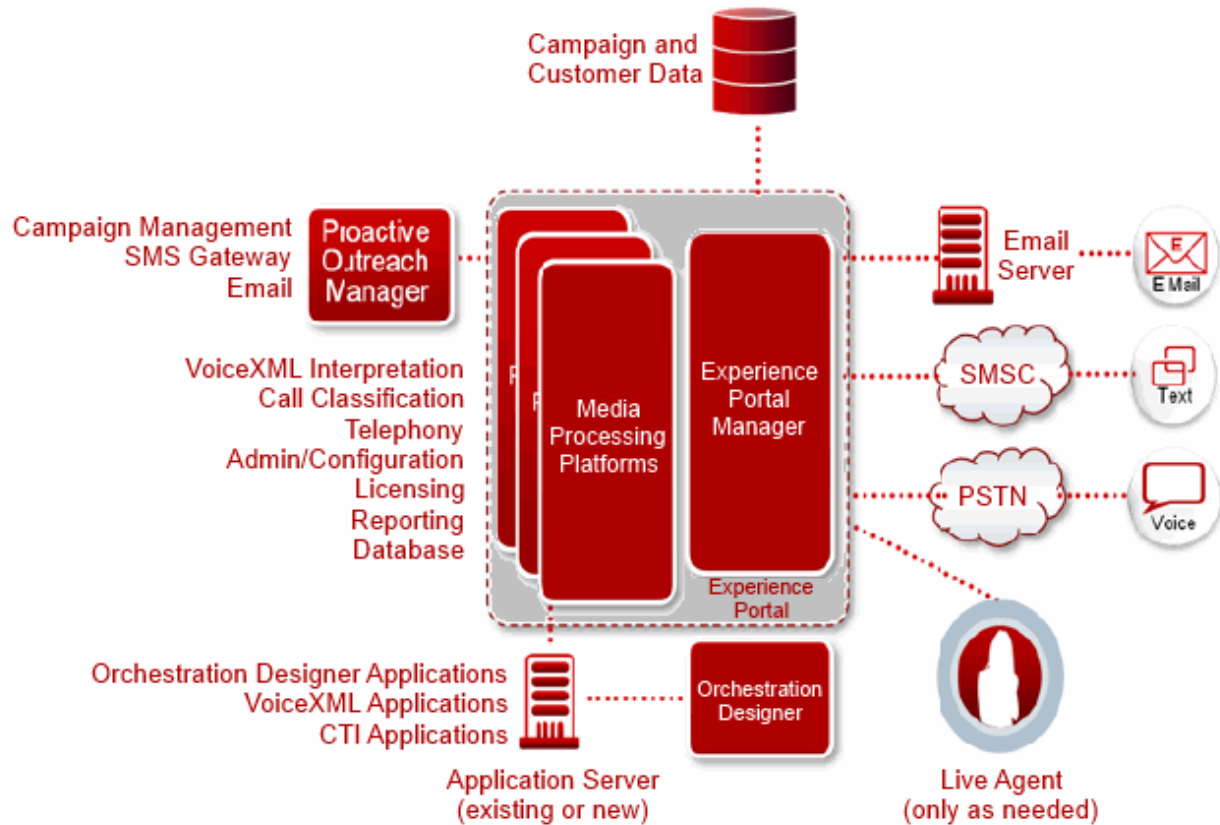 Campaign and
Customer Data
Campaign Management
SMS Gateway
Email
Proactive
Outreach
Manager
Email
Server
E
E Mail
VoiceXML Interpretation
Call Classification
Telephony
Admin/Configuration
Licensing
Reporting
Database
Media
Processing
Platforms
Experience
Portal
Manager
Experience
Portal
SMSC
Text
PSTN
Voice
Orchestration Designer Applications
VoiceXML Applications
CTI Applications
Orchestration
Designer
Application Server
(existing or new)
Live Agent
(only as needed)